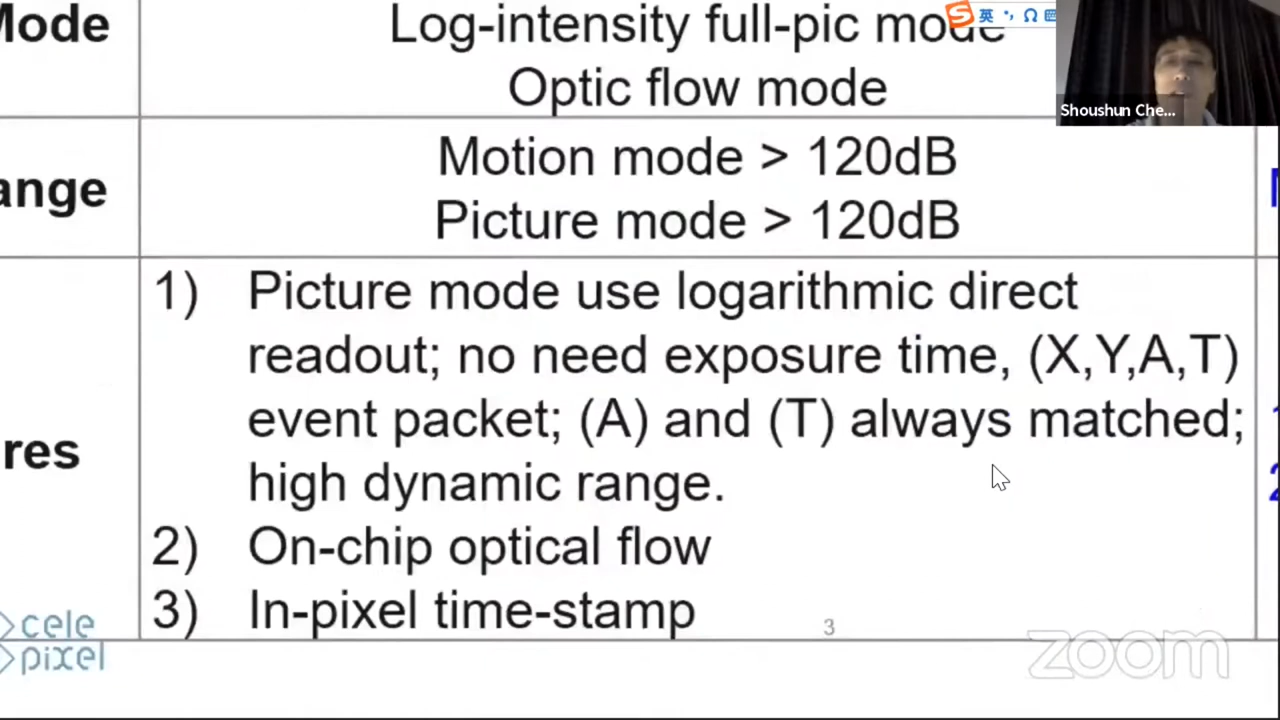 Mode
Log-intensity full-pic mode
Optic flow mode
英
Shoushun Che...
ange
Motion mode > 120dB
Picture mode > 120dB
res
1) Picture mode use logarithmic direct
readout; no need exposure time, (X,Y,A,T)
event packet; (A) and (T) always matched;
high dynamic range.
2) On-chip optical flow
3) In-pixel time-stamp
cele
pixel
3
zoom